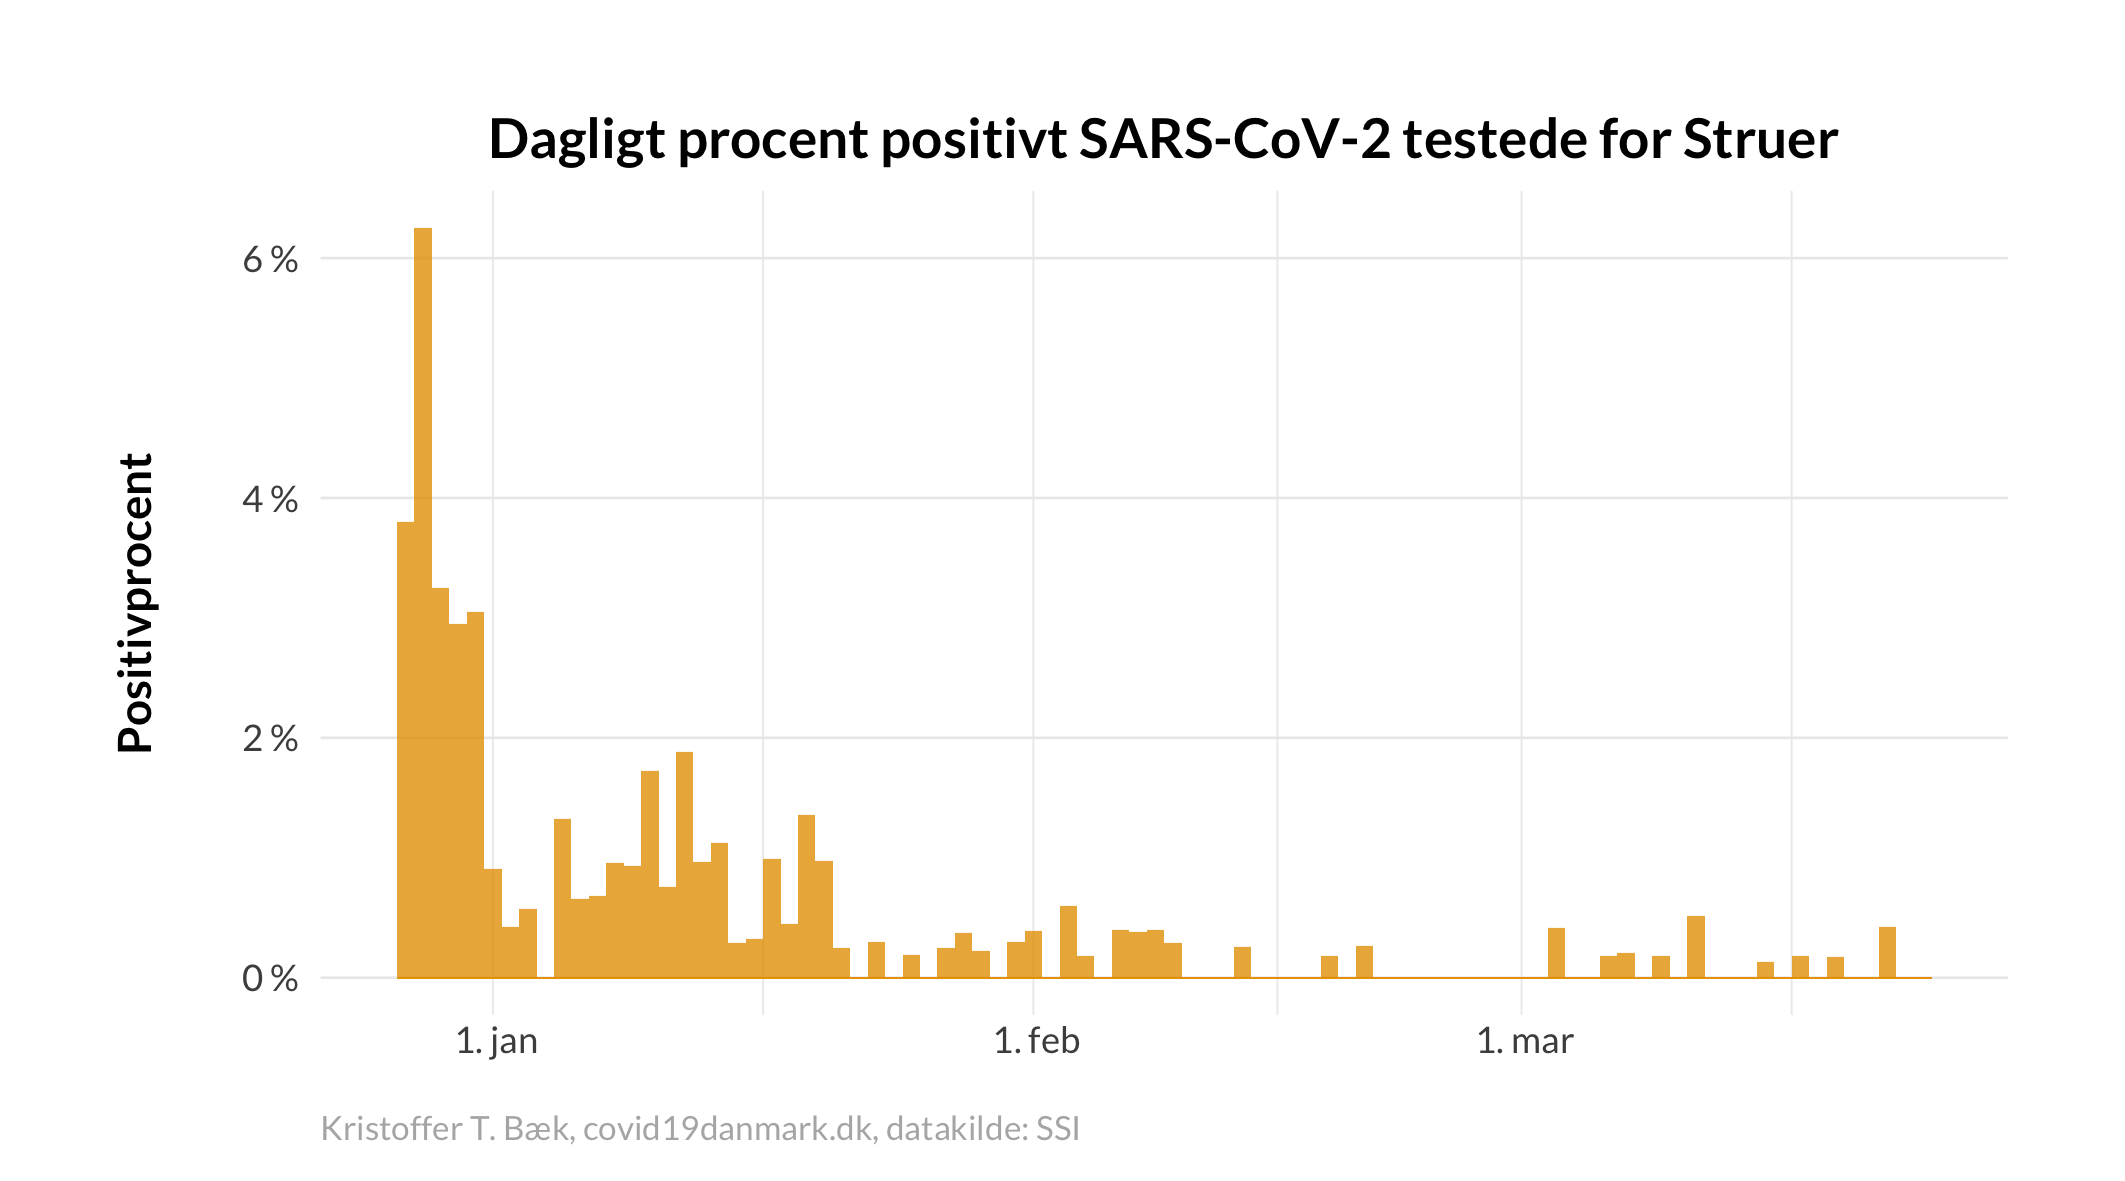 Dagligt procent positivt SARS-CoV-2 testede for Struer
Positivprocent
6 %
4 %
2 %
0 %
1. jan
1. feb
1. mar
Kristoffer T. Bæk, covid19danmark.dk, datakilde: SSI